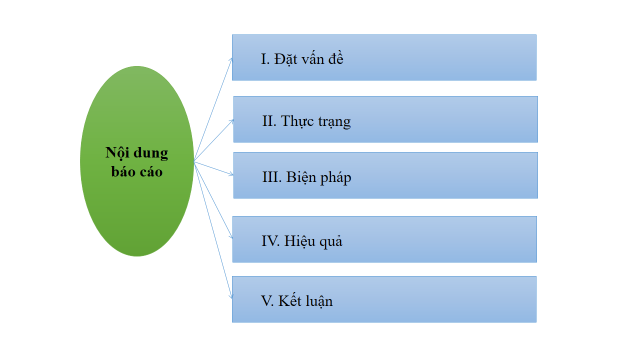 Nội dung
báo cáo
I. Đặt vấn đề
II. Thực trạng
III. Biện pháp
IV. Hiệu quả
V. Kết luận